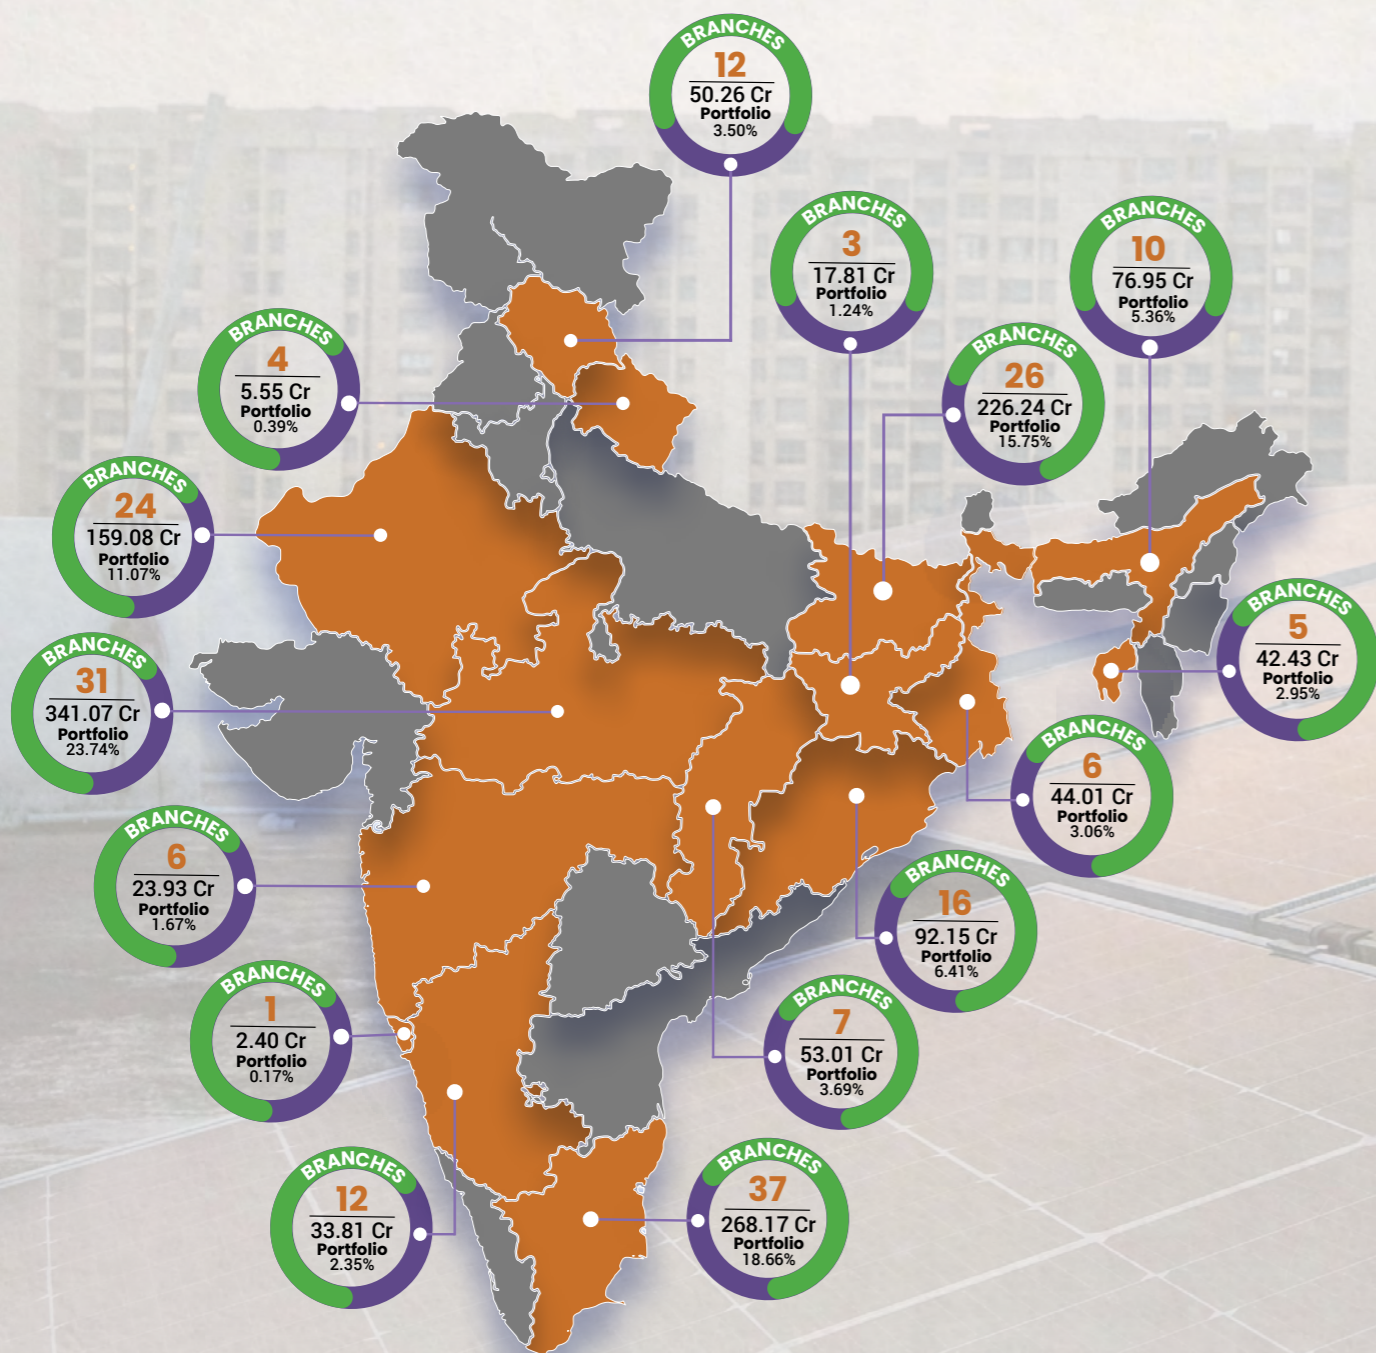 BRANCHES
12
50.26 Cr
Portfolio
3.50%
BRANCHES
3
17.81 Cr
Portfolio
1.24%
BRANCHES
10
76.95 Cr
Portfolio
5.36%
BRANCHES
4
5.55 Cr
Portfolio
0.39%
BRANCHES
26
226.24 Cr
Portfolio
15.75%
BRANCHES
24
159.08 Cr
Portfolio
11.07%
BRANCHES
5
42.43 Cr
Portfolio
2.95%
BRANCHES
31
341.07 Cr
Portfolio
23.74%
BRANCHES
6
44.01 Cr
Portfolio
3.06%
BRANCHES
6
23.93 Cr
Portfolio
1.67%
BRANCHES
16
92.15 Cr
Portfolio
6.41%
BRANCHES
1
2.40 Cr
Portfolio
0.17%
BRANCHES
7
53.01 Cr
Portfolio
3.69%
BRANCHES
12
33.81 Cr
Portfolio
2.35%
BRANCHES
37
268.17 Cr
Portfolio
18.66%